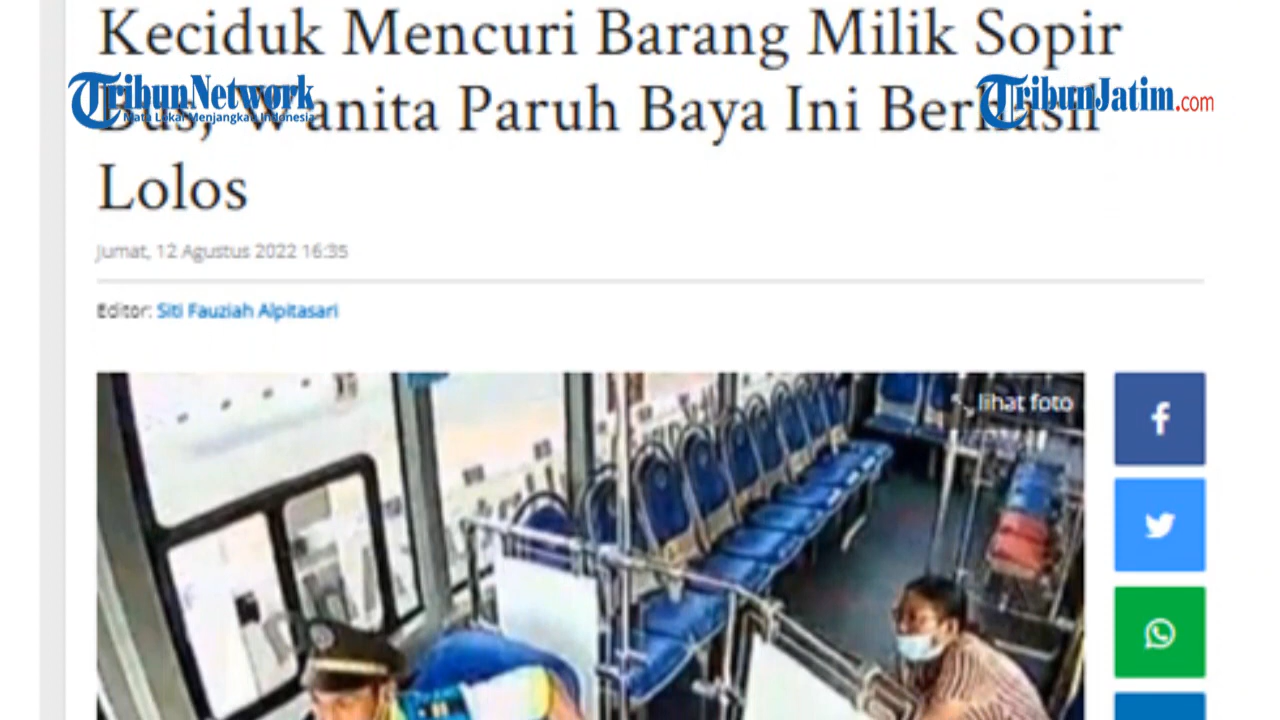 Keciduk Mencuri Barang Milik Sopir
TribunNetwork
Mata Lokal Menjangkau Indonesia
TribunJatim.com
Bus, Wanita Paruh Baya Ini Berhasil
Lolos
Jumat, 12 Agustus 2022 16:35
Editor: Siti Fauziah Alpitasari
lihat foto
f